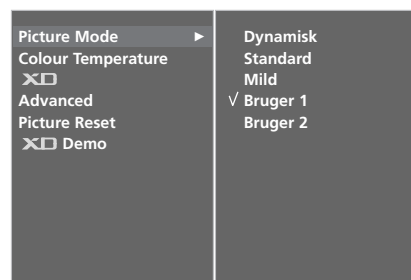 Picture Mode ►
Colour Temperature
XD
Advanced
Picture Reset
XD Demo
Dynamisk
Standard
Mild
√ Bruger 1
Bruger 2